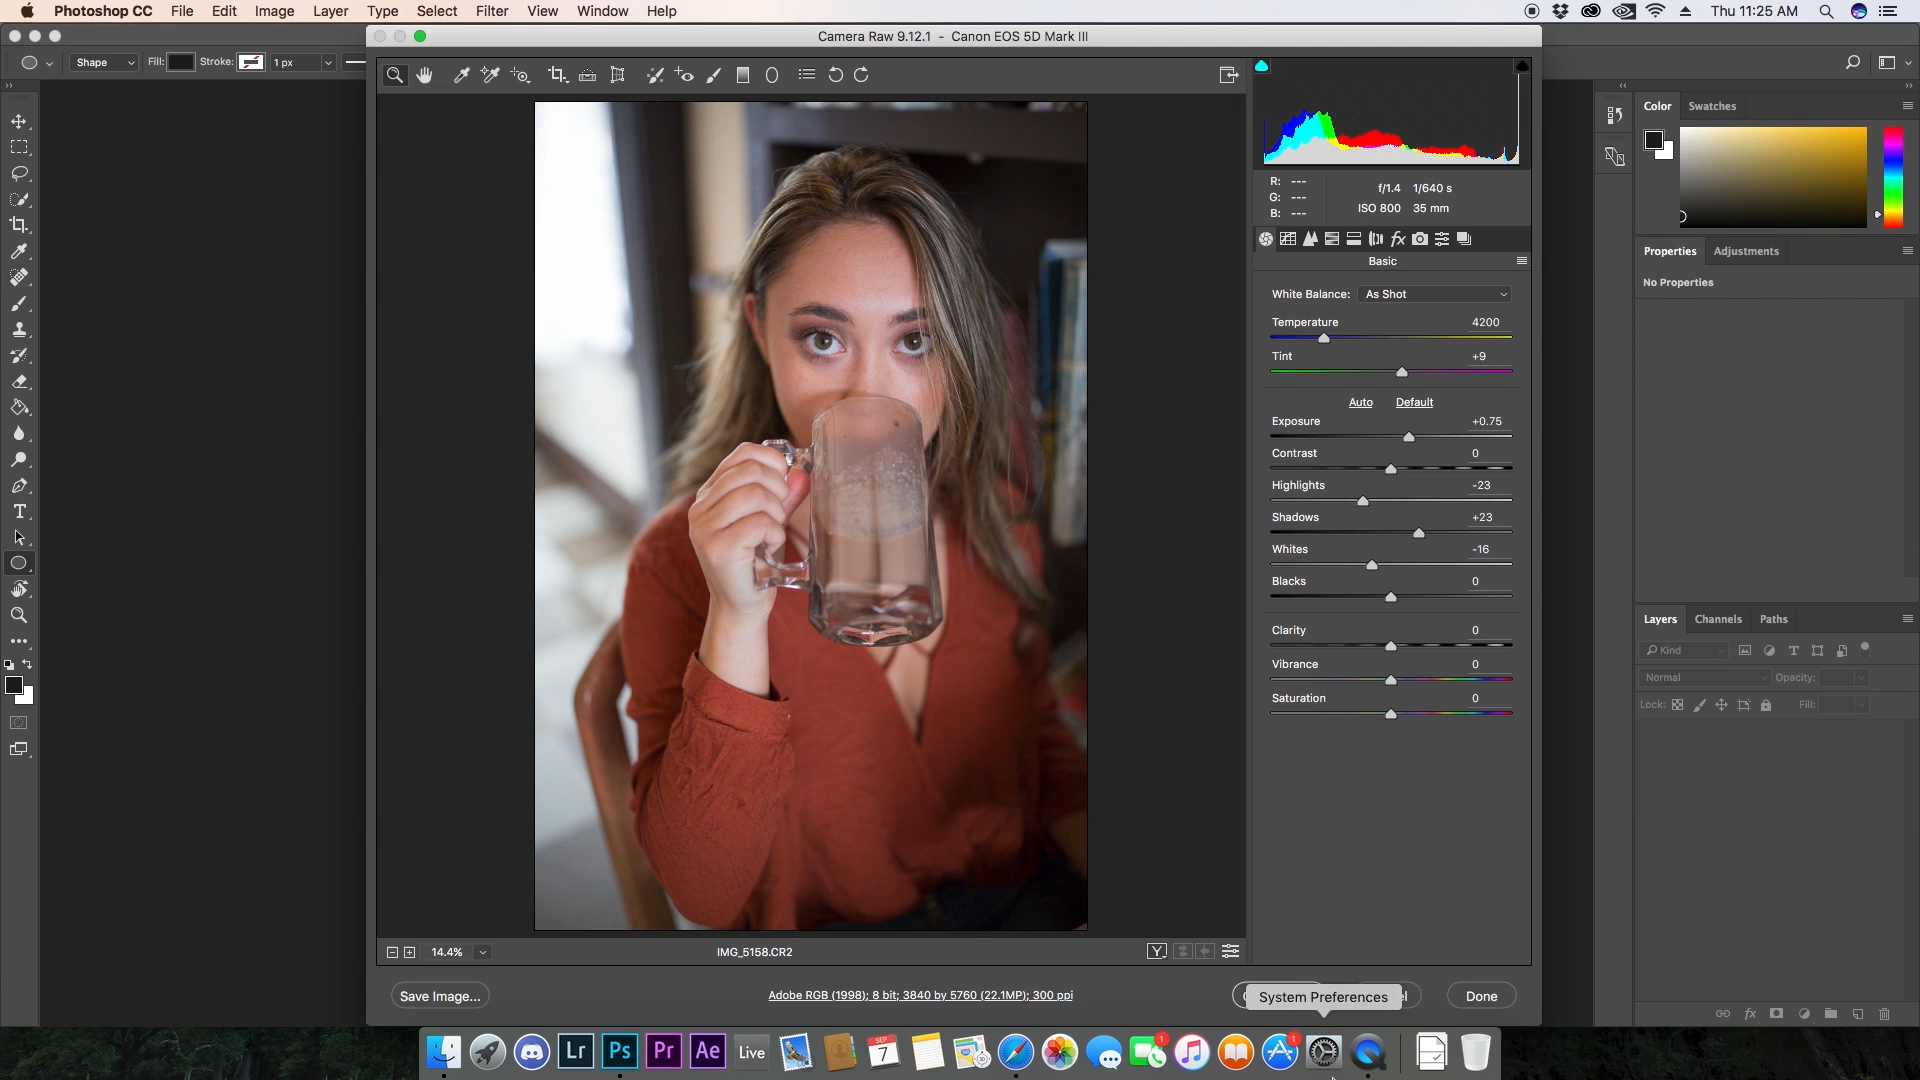 Photoshop CC File Edit Image Layer Type Select Filter View Window Help Thu 11:25 AM
Camera Raw 9.12.1 - Canon EOS 5D Mark III
Shape Fill: Stroke: 1 px
Color Swatches
R: ---
G: ---
B: ---
f/1.4 1/640 s
ISO 800 35 mm
Basic
White Balance: As Shot
Temperature 4200
Tint +9
Auto Default
Exposure +0.75
Contrast 0
Highlights -23
Shadows +23
Whites -16
Blacks 0
Clarity 0
Vibrance 0
Saturation 0
Properties Adjustments
No Properties
Layers Channels Paths
Kind
Normal Opacity:
Lock: Fill:
14.4% IMG_5158.CR2
Save Image... Adobe RGB (1998); 8 bit; 3840 by 5760 (22.1MP); 300 ppi Done
System Preferences
Lr Ps Pr Ae Live SEP 7 1 1